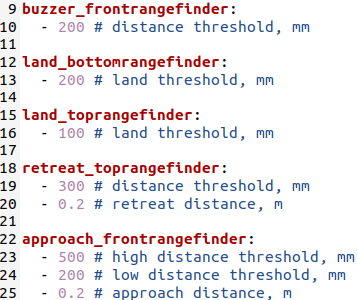 9 buzzer_frontrangefinder:
10   - 200 # distance threshold, mm
11
12 land_bottomrangefinder:
13   - 200 # land threshold, mm
14
15 land_toprangefinder:
16   - 100 # land threshold, mm
17
18 retreat_toprangefinder:
19   - 300 # distance threshold, mm
20   - 0.2 # retreat distance, m
21
22 approach_frontrangefinder:
23   - 500 # high distance threshold, mm
24   - 200 # low distance threshold, mm
25   - 0.2 # approach distance, m